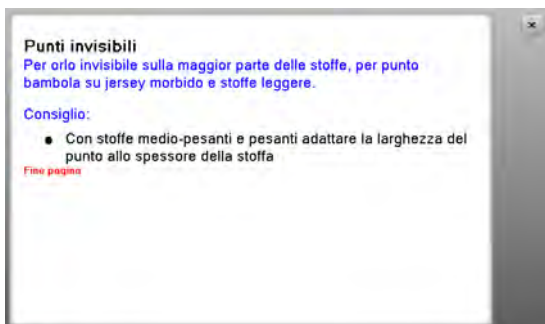 Punti invisibili
Per orlo invisibile sulla maggior parte delle stoffe, per punto
bambola su jersey morbido e stoffe leggere.
Consiglio:
• Con stoffe medio-pesanti e pesanti adattare la larghezza del
punto allo spessore della stoffa
Fine pagina